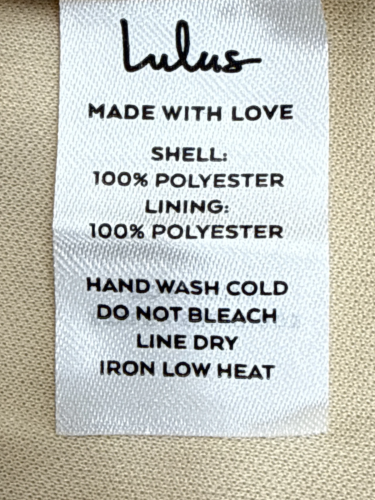 Lulus
MADE WITH LOVE
SHELL:
100% POLYESTER
LINING:
100% POLYESTER
HAND WASH COLD
DO NOT BLEACH
LINE DRY
IRON LOW HEAT